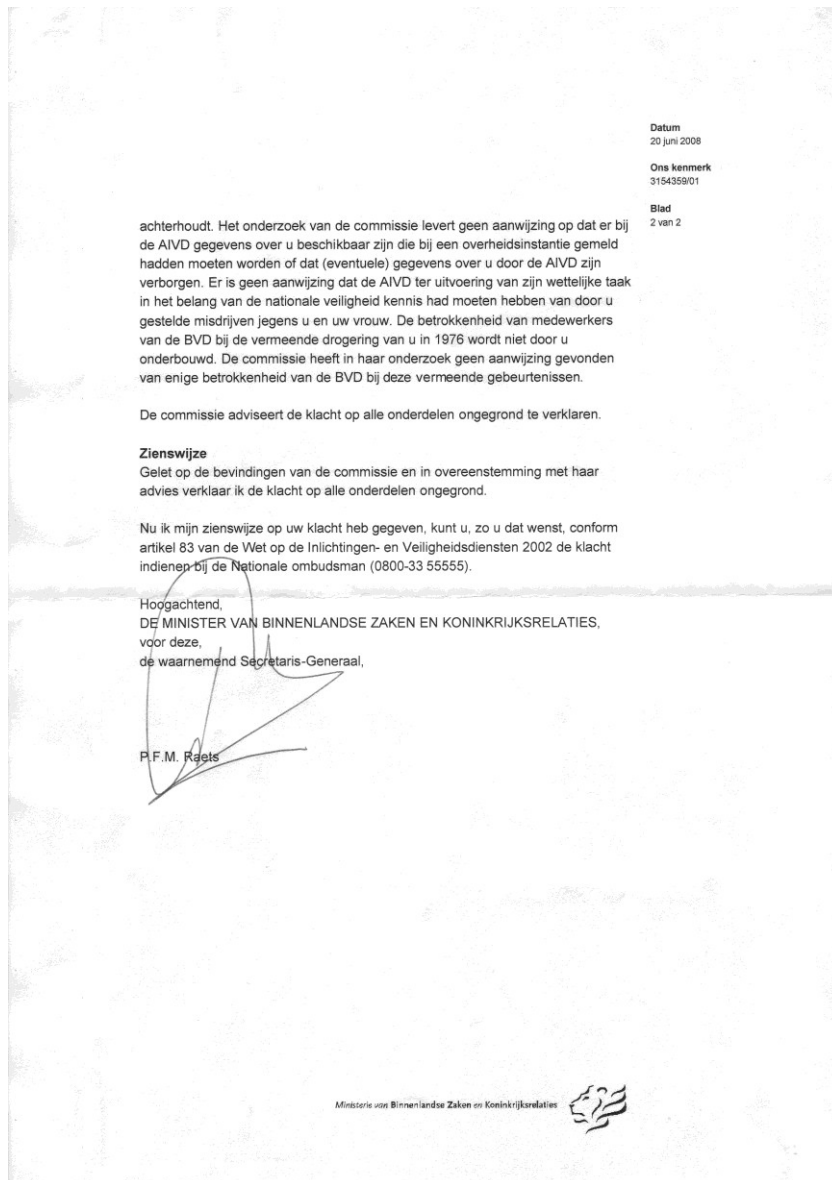 Datum
20 juni 2008
Ons kenmerk
3154359/01
Blad
2 van 2
achterhoudt. Het onderzoek van de commissie levert geen aanwijzing op dat er bij
de AIVD gegevens over u beschikbaar zijn die bij een overheidsinstantie gemeld
hadden moeten worden of dat (eventuele) gegevens over u door de AIVD zijn
verborgen. Er is geen aanwijzing dat de AIVD ter uitvoering van zijn wettelijke taak
in het belang van de nationale veiligheid kennis had moeten hebben van door u
gestelde misdrijven jegens u en uw vrouw. De betrokkenheid van medewerkers
van de BVD bij de vermeende drogering van u in 1976 wordt niet door u
onderbouwd. De commissie heeft in haar onderzoek geen aanwijzing gevonden
van enige betrokkenheid van de BVD bij deze vermeende gebeurtenissen.
De commissie adviseert de klacht op alle onderdelen ongegrond te verklaren.
Zienswijze
Gelet op de bevindingen van de commissie en in overeenstemming met haar
advies verklaar ik de klacht op alle onderdelen ongegrond.
Nu ik mijn zienswijze op uw klacht heb gegeven, kunt u, zo u dat wenst, conform
artikel 83 van de Wet op de Inlichtingen- en Veiligheidsdiensten 2002 de klacht
indienen bij de Nationale ombudsman (0800-33 55555).
Hoogachtend,
DE MINISTER VAN BINNENLANDSE ZAKEN EN KONINKRIJKSRELATIES,
voor deze,
de waarnemend Secretaris-Generaal,
P.F.M. Raets
Ministerie van Binnenlandse Zaken en Koninkrijksrelaties